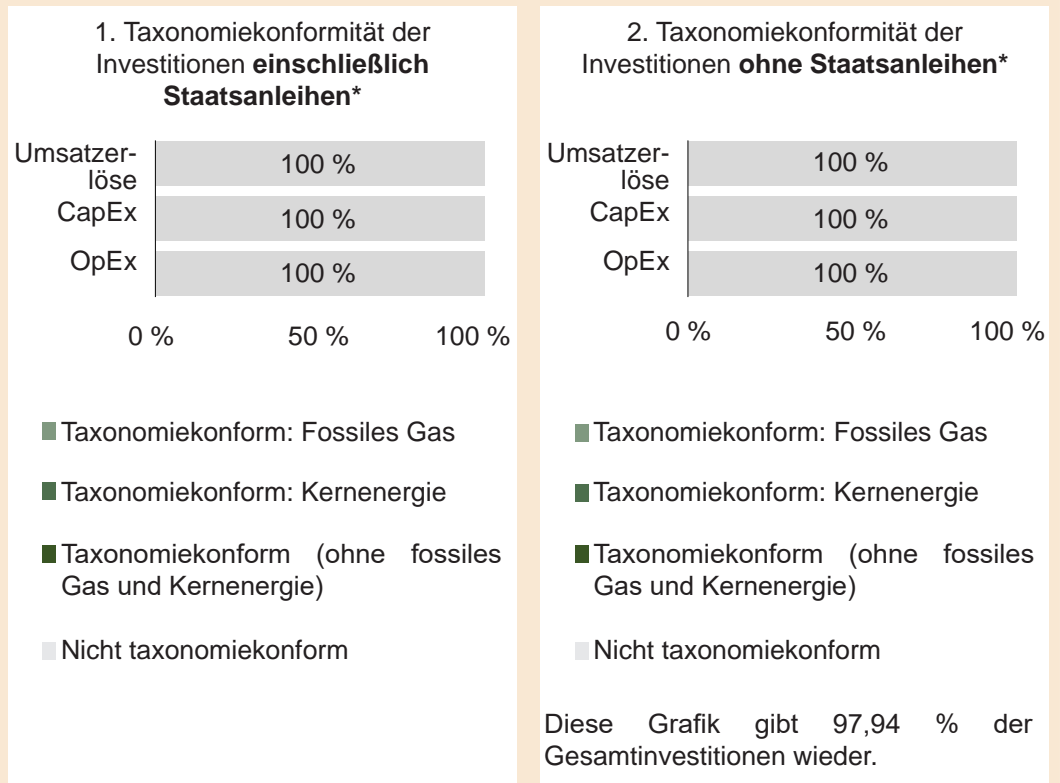 1. Taxonomiekonformität der
Investitionen einschließlich
Staatsanleihen*
Umsatzer-
löse
100 %
CapEx
100 %
OpEx
100 %
0 % 50 % 100 %
Taxonomiekonform: Fossiles Gas
Taxonomiekonform: Kernenergie
Taxonomiekonform (ohne fossiles
Gas und Kernenergie)
Nicht taxonomiekonform
2. Taxonomiekonformität der
Investitionen ohne Staatsanleihen*
Umsatzer-
löse
100 %
CapEx
100 %
OpEx
100 %
0 % 50 % 100 %
Taxonomiekonform: Fossiles Gas
Taxonomiekonform: Kernenergie
Taxonomiekonform (ohne fossiles
Gas und Kernenergie)
Nicht taxonomiekonform
Diese Grafik gibt 97,94 % der
Gesamtinvestitionen wieder.